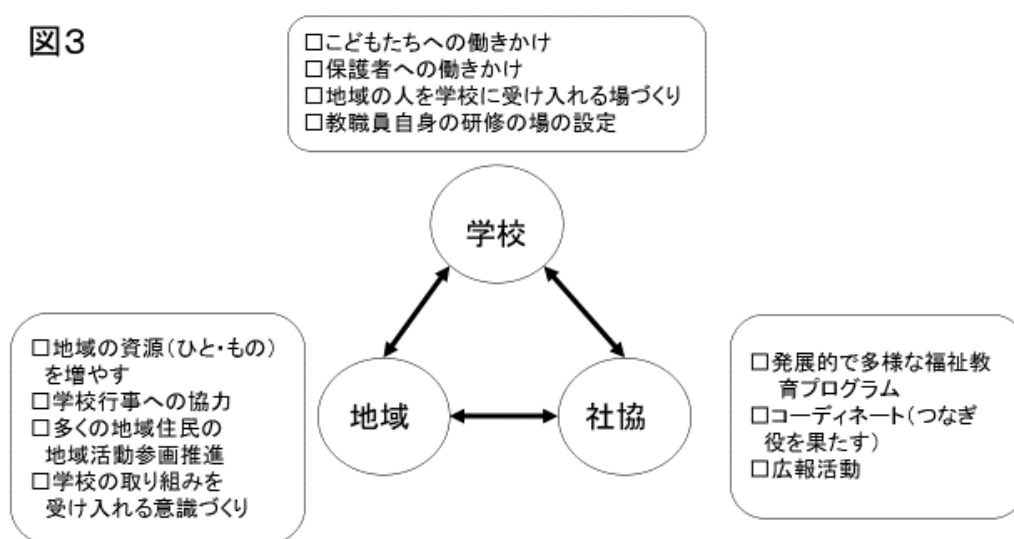 図3
□こどもたちへの働きかけ
□保護者への働きかけ
□地域の人を学校に受け入れる場づくり
□教職員自身の研修の場の設定
学校
□地域の資源(ひと・もの)
を増やす
□学校行事への協力
□多くの地域住民の
地域活動参画推進
□学校の取り組みを
受け入れる意識づくり
地域
社協
□発展的で多様な福祉教
育プログラム
□コーディネート(つなぎ
役を果たす)
□広報活動